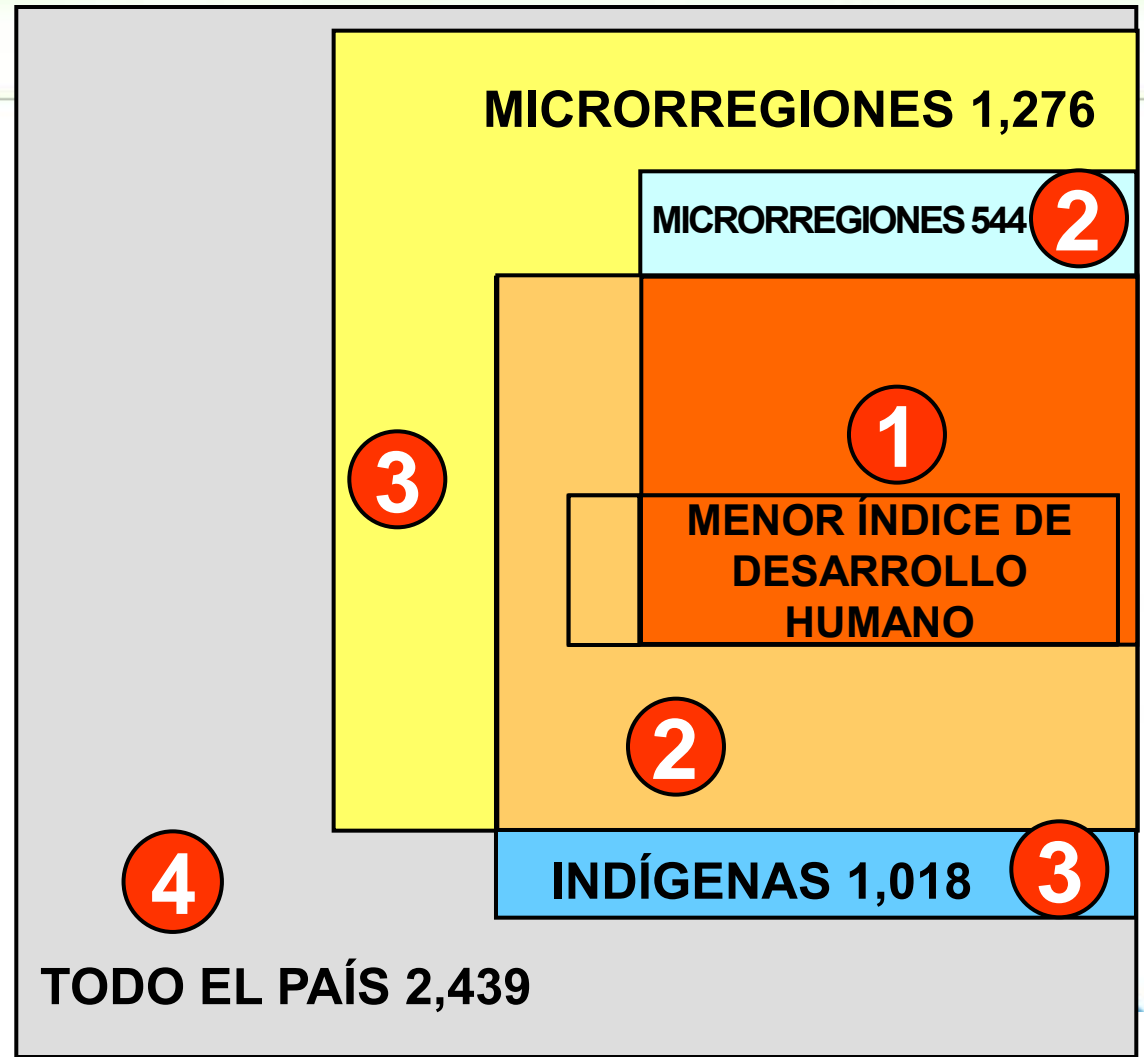 MICRORREGIONES 1,276
MICRORREGIONES 544
2
1
3
MENOR ÍNDICE DE
DESARROLLO
HUMANO
2
4
INDÍGENAS 1,018
3
TODO EL PAÍS 2,439